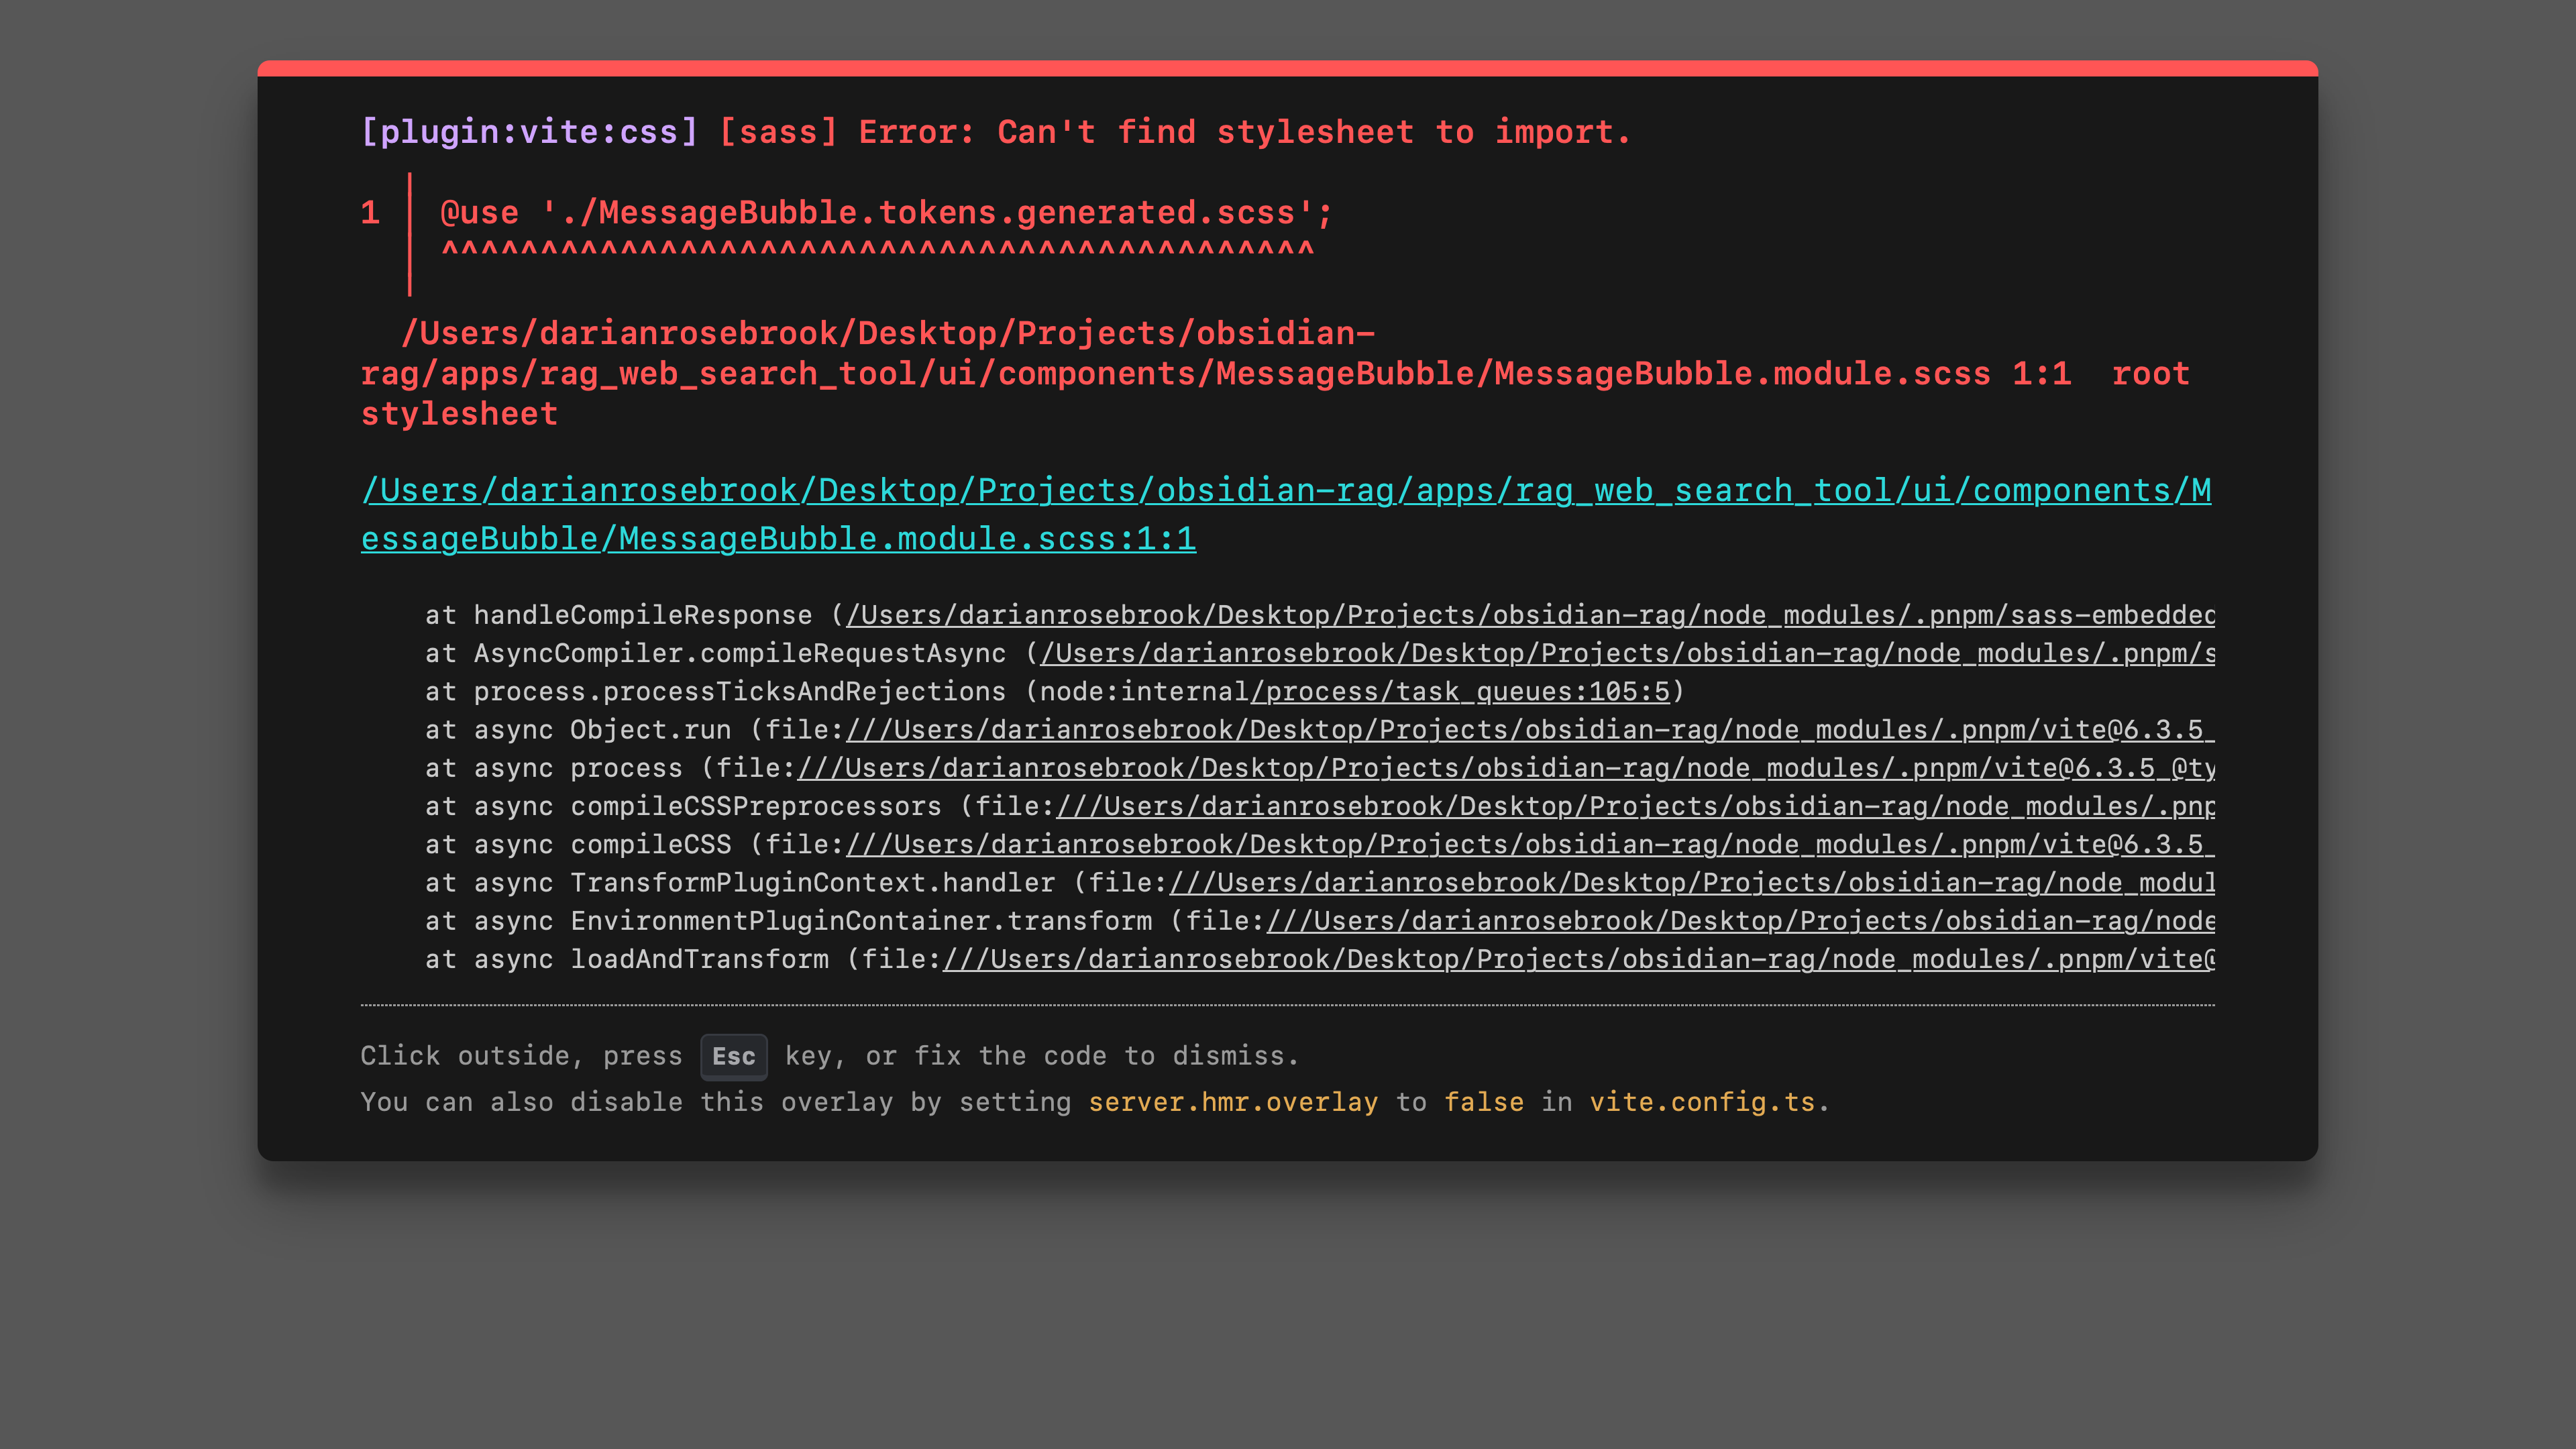 [plugin:vite:css] [sass] Error: Can't find stylesheet to import.
1 │ @use './MessageBubble.tokens.generated.scss';
│ ^^^^^^^^^^^^^^^^^^^^^^^^^^^^^^^^^^^^^^^^^^^^
/Users/darianrosebrook/Desktop/Projects/obsidian-
rag/apps/rag_web_search_tool/ui/components/MessageBubble/MessageBubble.module.scss 1:1  root
stylesheet
/Users/darianrosebrook/Desktop/Projects/obsidian-rag/apps/rag_web_search_tool/ui/components/M
essageBubble/MessageBubble.module.scss:1:1
at handleCompileResponse (/Users/darianrosebrook/Desktop/Projects/obsidian-rag/node_modules/.pnpm/sass-embedded
at AsyncCompiler.compileRequestAsync (/Users/darianrosebrook/Desktop/Projects/obsidian-rag/node_modules/.pnpm/s
at process.processTicksAndRejections (node:internal/process/task_queues:105:5)
at async Object.run (file:///Users/darianrosebrook/Desktop/Projects/obsidian-rag/node_modules/.pnpm/vite@6.3.5_
at async process (file:///Users/darianrosebrook/Desktop/Projects/obsidian-rag/node_modules/.pnpm/vite@6.3.5_@ty
at async compileCSSPreprocessors (file:///Users/darianrosebrook/Desktop/Projects/obsidian-rag/node_modules/.pnp
at async compileCSS (file:///Users/darianrosebrook/Desktop/Projects/obsidian-rag/node_modules/.pnpm/vite@6.3.5_
at async TransformPluginContext.handler (file:///Users/darianrosebrook/Desktop/Projects/obsidian-rag/node_modul
at async EnvironmentPluginContainer.transform (file:///Users/darianrosebrook/Desktop/Projects/obsidian-rag/node
at async loadAndTransform (file:///Users/darianrosebrook/Desktop/Projects/obsidian-rag/node_modules/.pnpm/vite@
Click outside, press Esc key, or fix the code to dismiss.
You can also disable this overlay by setting server.hmr.overlay to false in vite.config.ts.